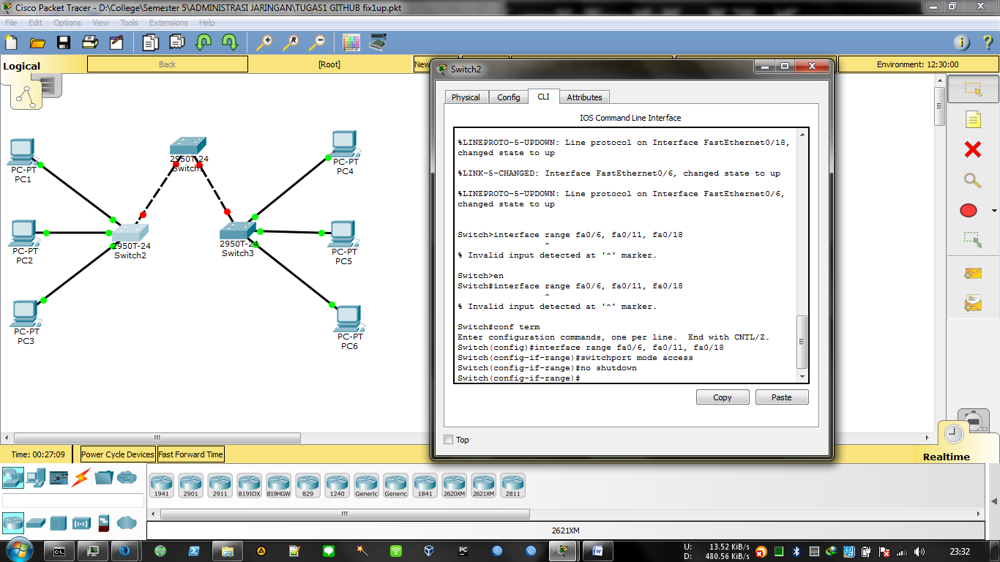 Cisco Packet Tracer - D:\College\Semester 5\ADMINISTRASI JARINGAN\TUGAS1 GITHUB fix1up.pkt
File Edit Options View Tools Extensions Help
Logical
Back
[Root]
New
Environment: 12:30:00
PC-PT
PC1
PC-PT
PC2
PC-PT
PC3
2950T-24
Switch1
2950T-24
Switch2
2950T-24
Switch3
PC-PT
PC4
PC-PT
PC5
PC-PT
PC6
Switch2
Physical Config CLI Attributes
IOS Command Line Interface
%LINEPROTO-5-UPDOWN: Line protocol on Interface FastEthernet0/18,
changed state to up
%LINK-5-CHANGED: Interface FastEthernet0/6, changed state to up
%LINEPROTO-5-UPDOWN: Line protocol on Interface FastEthernet0/6,
changed state to up
Switch>interface range fa0/6, fa0/11, fa0/18
^
% Invalid input detected at '^' marker.
Switch>en
Switch#interface range fa0/6, fa0/11, fa0/18
^
% Invalid input detected at '^' marker.
Switch#conf term
Enter configuration commands, one per line.  End with CNTL/Z.
Switch(config)#interface range fa0/6, fa0/11, fa0/18
Switch(config-if-range)#switchport mode access
Switch(config-if-range)#no shutdown
Switch(config-if-range)#
Copy Paste
Top
Time: 00:27:09 Power Cycle Devices Fast Forward Time
Realtime
1941 2901 2911 819IOX 819HGW 829 1240 Generic Generic 1841 2620XM 2621XM 2811
2621XM
U: 13.52 KiB/s
D: 480.56 KiB/s
23:32